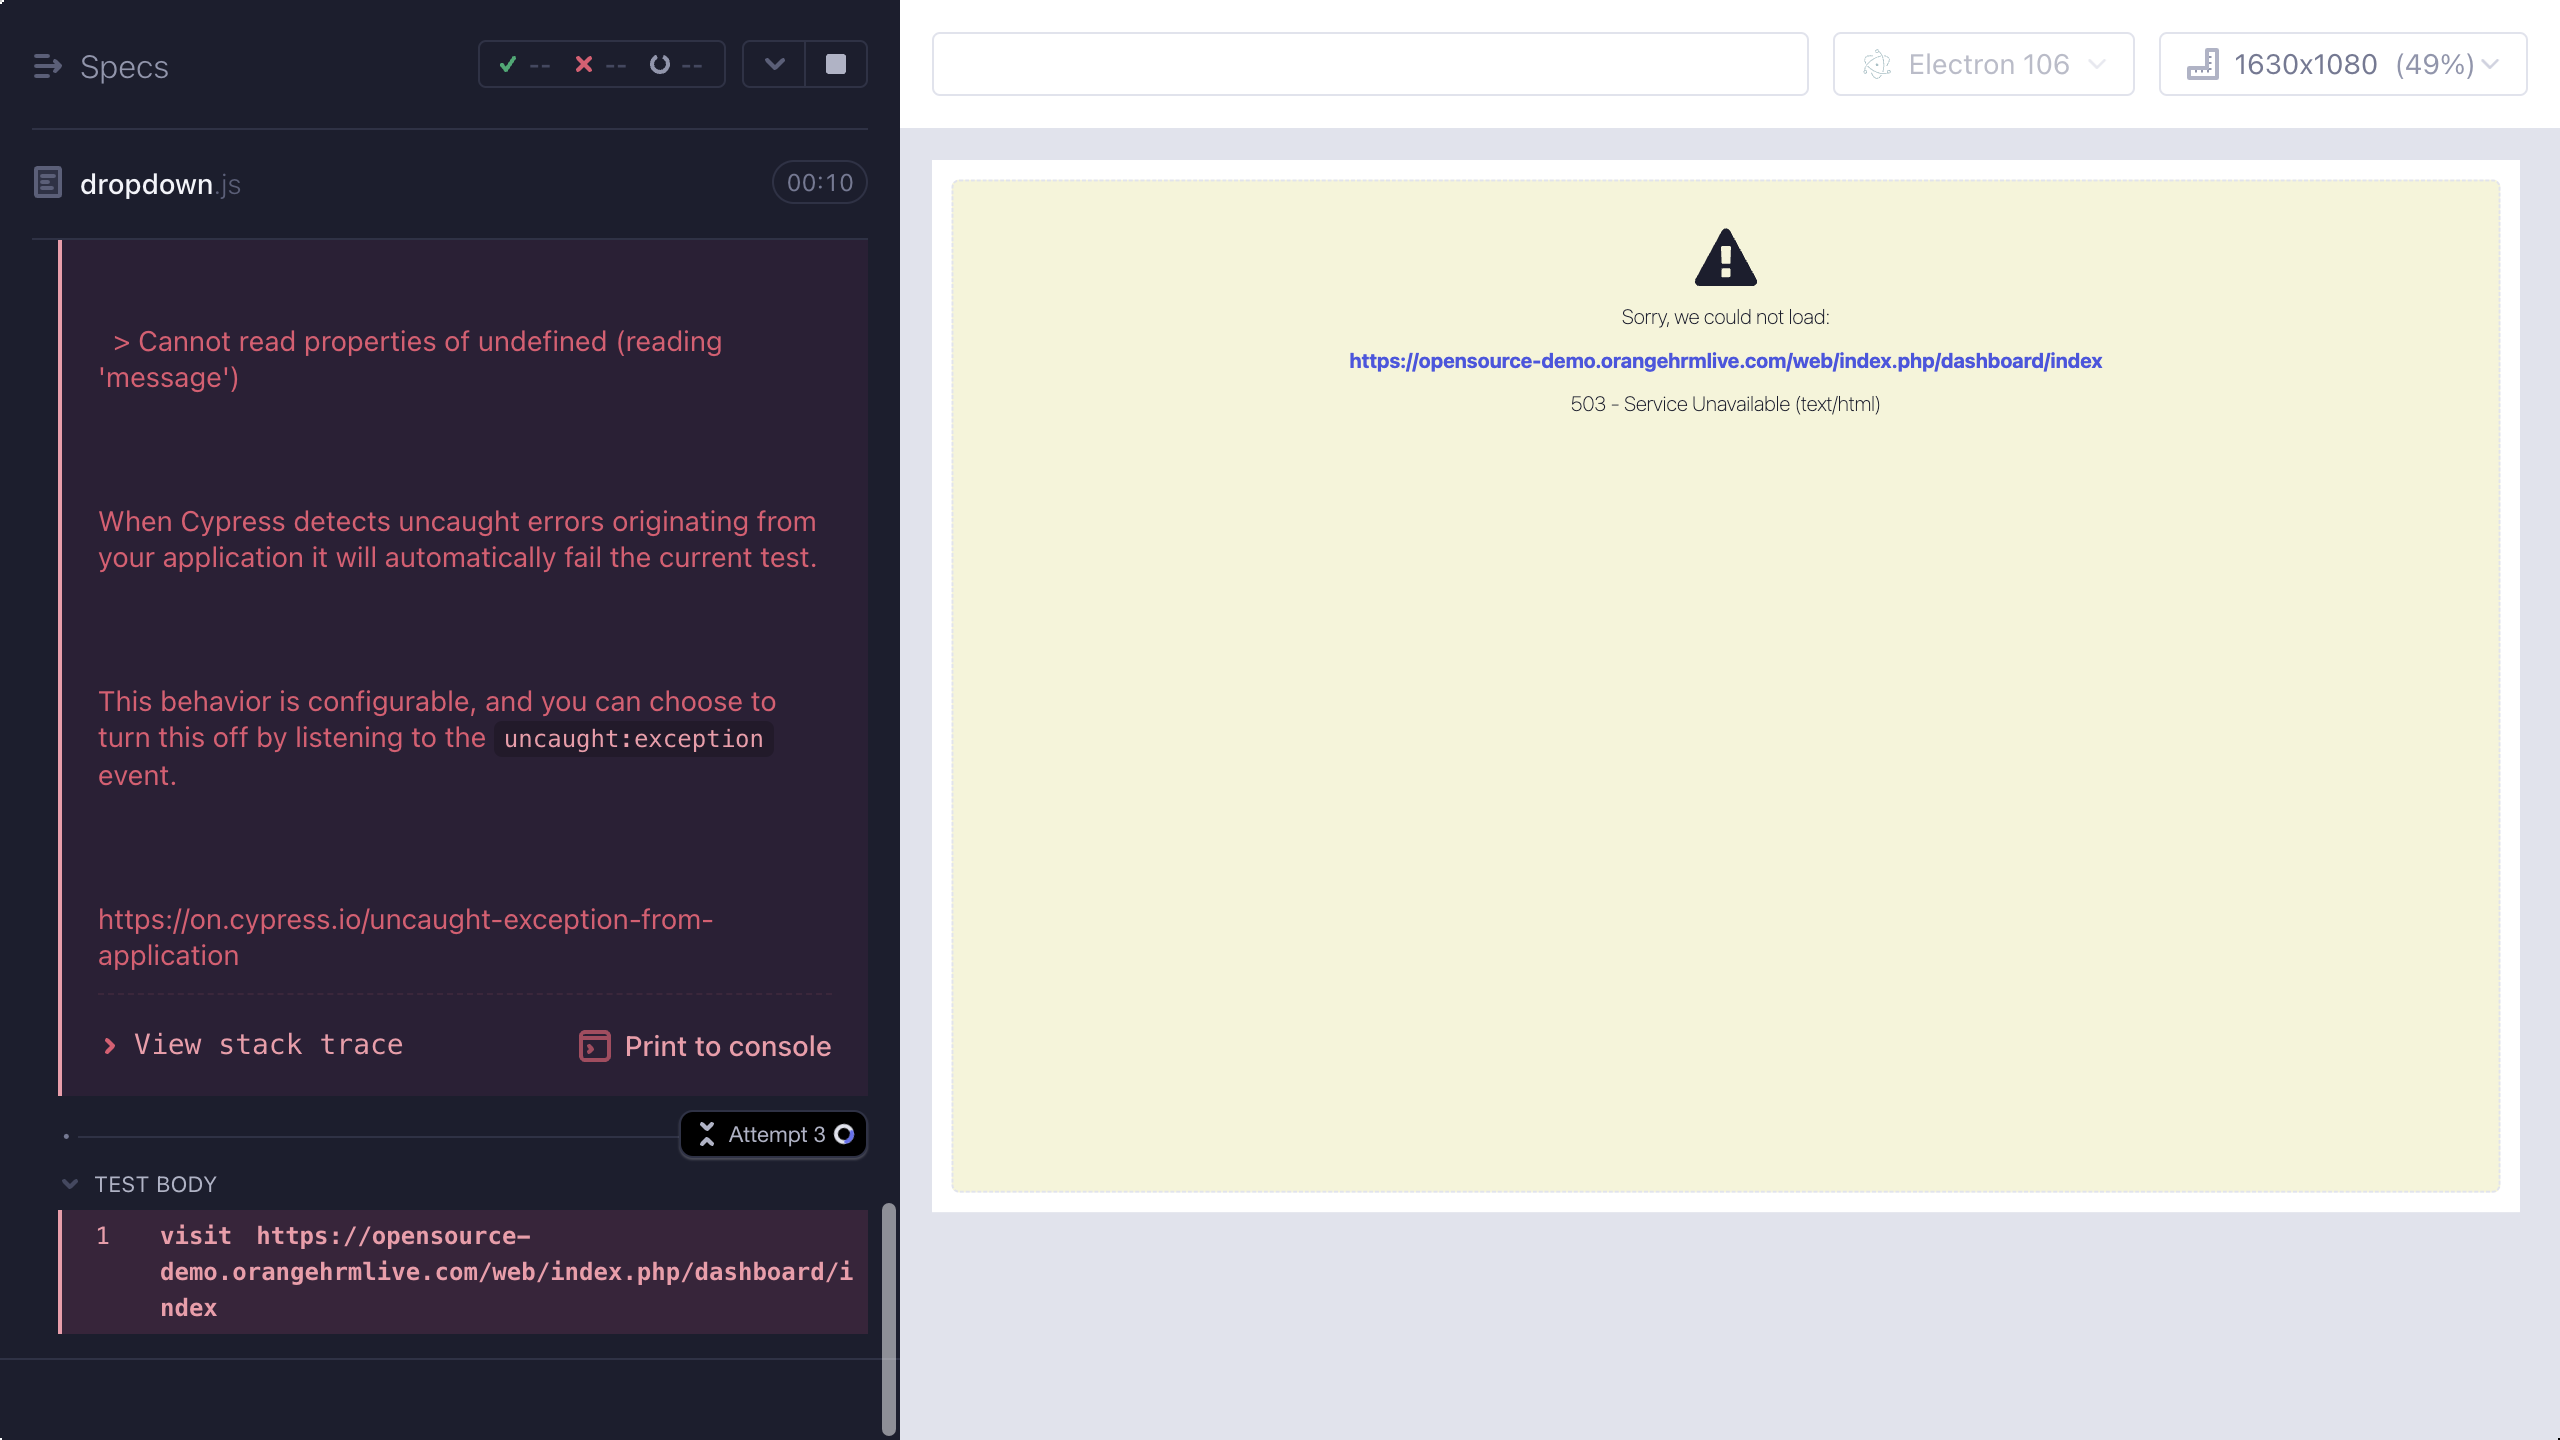 Specs
-- -- --
dropdown.js
00:10
> Cannot read properties of undefined (reading
'message')
When Cypress detects uncaught errors originating from
your application it will automatically fail the current test.
This behavior is configurable, and you can choose to
turn this off by listening to the uncaught:exception
event.
https://on.cypress.io/uncaught-exception-from-
application
View stack trace
Print to console
Attempt 3
TEST BODY
1 visit https://opensource-
demo.orangehrmlive.com/web/index.php/dashboard/i
ndex
Electron 106
1630x1080 (49%)
Sorry, we could not load:
https://opensource-demo.orangehrmlive.com/web/index.php/dashboard/index
503 - Service Unavailable (text/html)